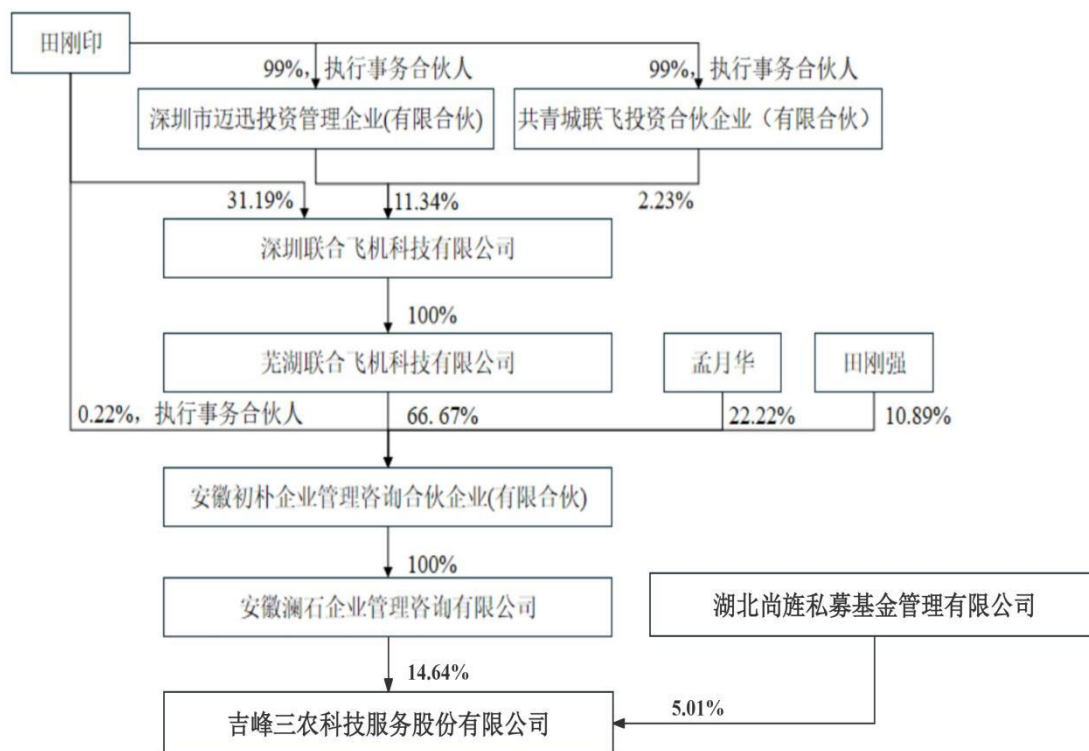 田刚印
99%，执行事务合伙人
99%，执行事务合伙人
深圳市迈迅投资管理企业(有限合伙)
共青城联飞投资合伙企业（有限合伙）
31.19%
11.34%
2.23%
深圳联合飞机科技有限公司
100%
芜湖联合飞机科技有限公司
孟月华
田刚强
0.22%，执行事务合伙人
66.67%
22.22%
10.89%
安徽初朴企业管理咨询合伙企业(有限合伙)
100%
安徽澜石企业管理咨询有限公司
湖北尚旌私募基金管理有限公司
14.64%
5.01%
吉峰三农科技服务股份有限公司